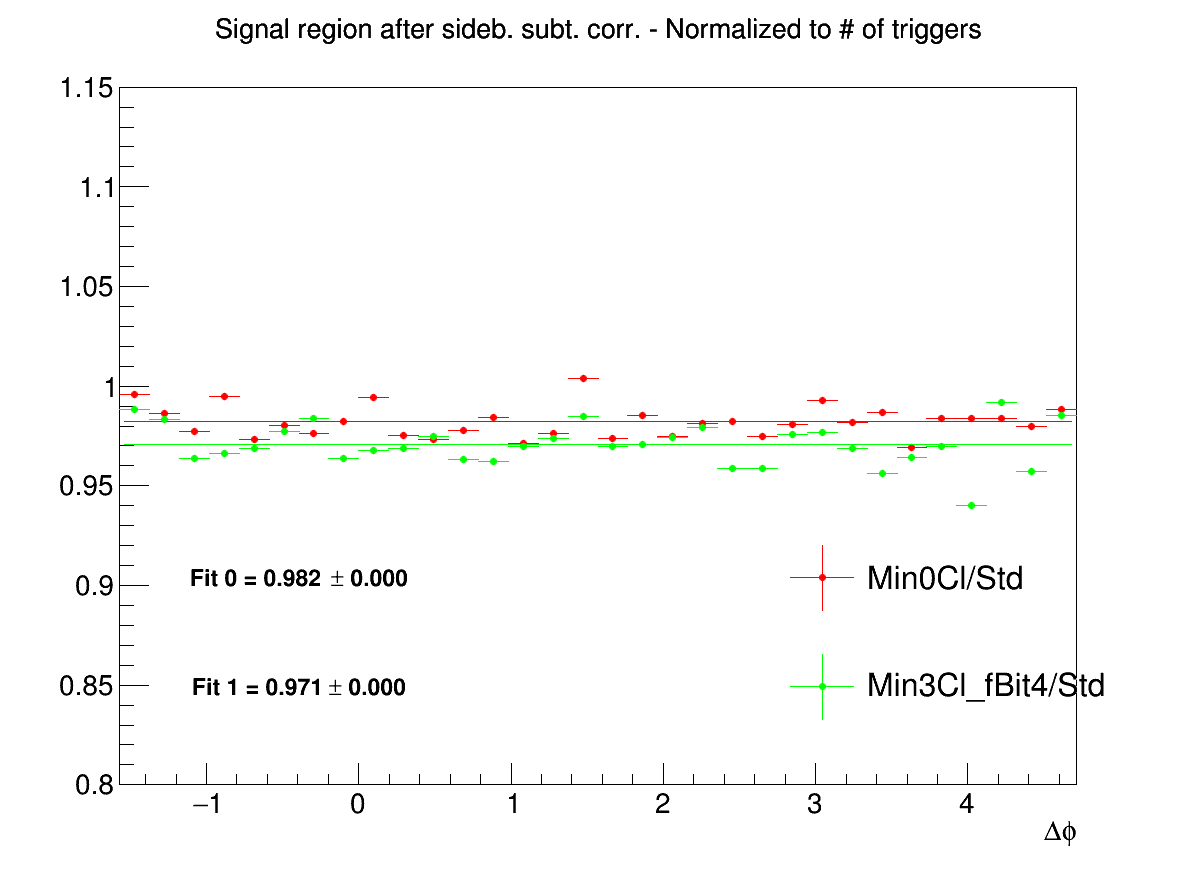 Signal region after sideb. subt. corr. - Normalized to # of triggers
1.15
1.1
1.05
1
0.95
0.9
0.85
0.8
Fit 0 = 0.982 ± 0.000
Min0Cl/Std
Fit 1 = 0.971 ± 0.000
Min3Cl_fBit4/Std
−1 0 1 2 3 4
Δϕ